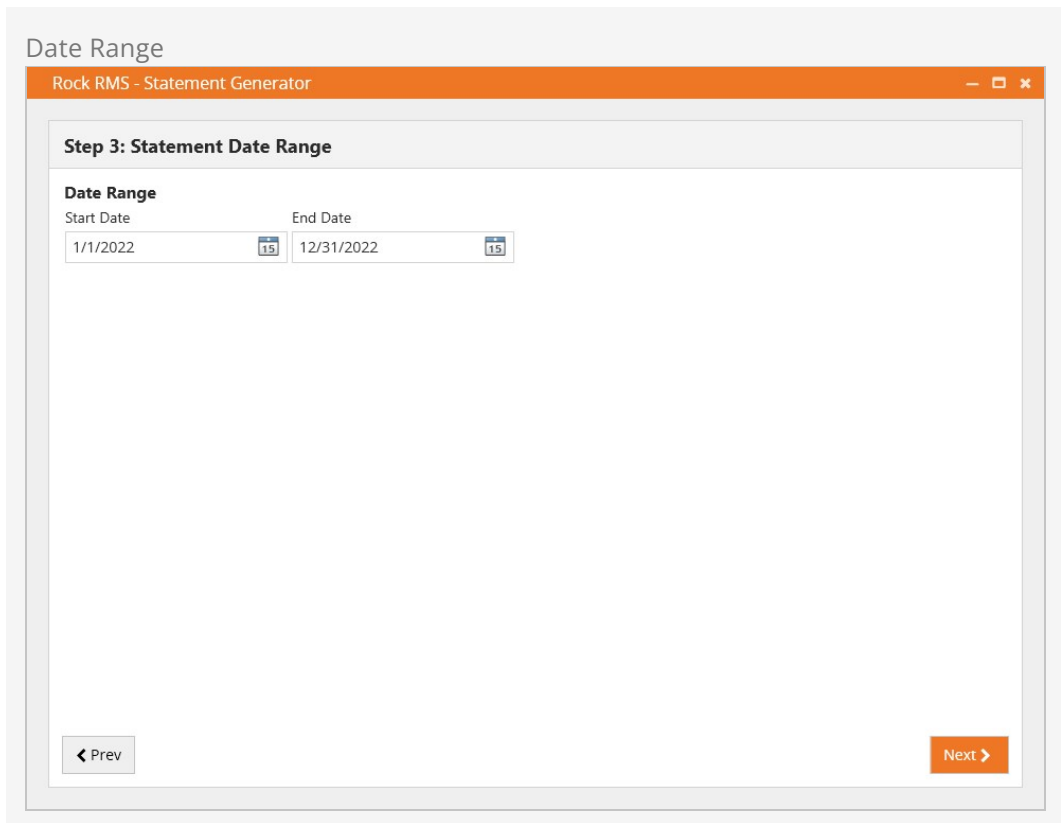 Date Range
Rock RMS - Statement Generator
Step 3: Statement Date Range
Date Range
Start Date End Date
1/1/2022 15 12/31/2022 15
Prev Next